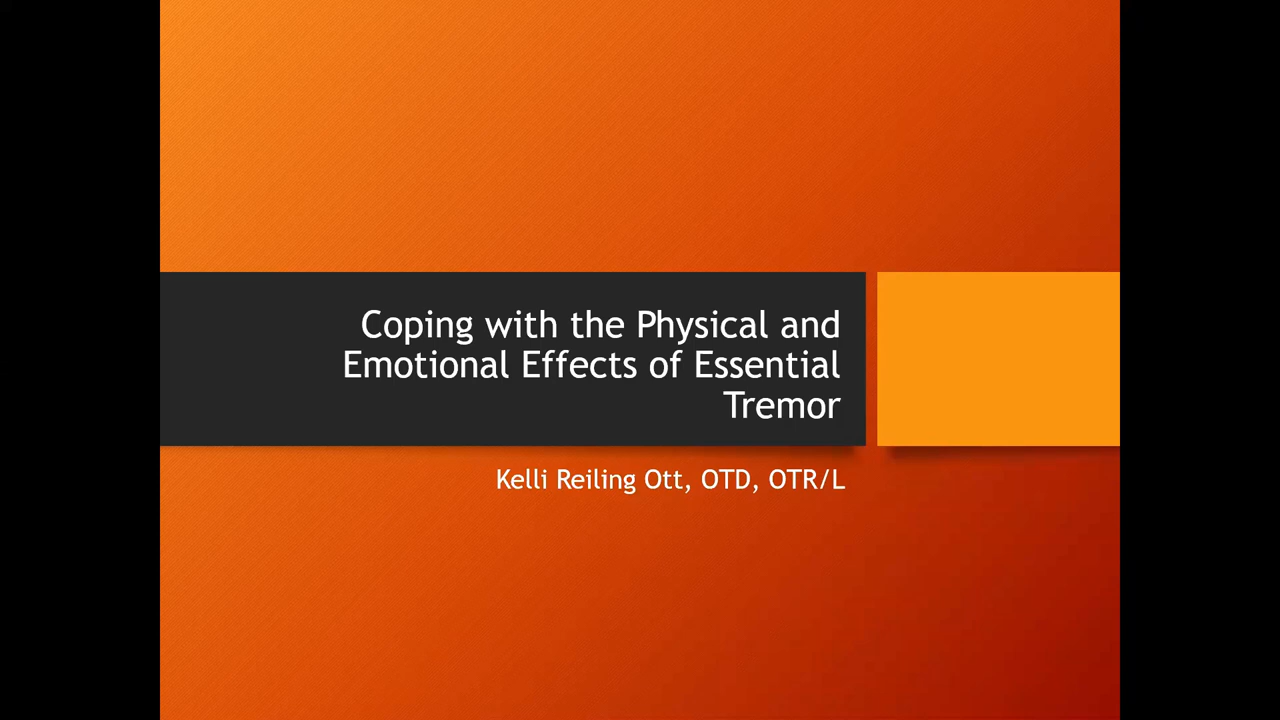 Coping with the Physical and
Emotional Effects of Essential
Tremor
Kelli Reiling Ott, OTD, OTR/L